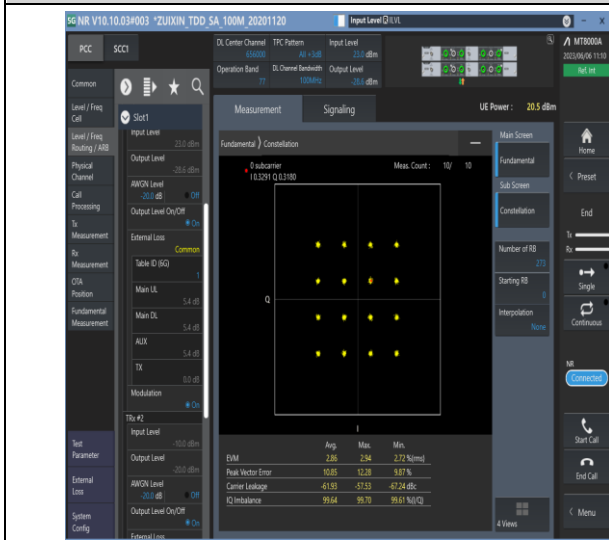 5G NR V10.10.03#003 *ZUIXIN_TDD_SA_100M_20201120
Input Level @ILVL
PCC
SCC1
DL Center Channel
TPC Pattern
Input Level
656000
All +3dB
23.0 dBm
Operation Band
DL Channel Bandwidth
Output Level
77
100MHz
-28.6 dBm
MT8000A
2023/06/06 11:10
Ref. Int
Common
Level / Freq
Cell
Level / Freq
Routing / ARB
Physical
Channel
Call
Processing
Tx
Measurement
Rx
Measurement
OTA
Position
Fundamental
Measurement
Test
Parameter
External
Loss
System
Config
Slot1
Input Level
23.0 dBm
Output Level
-28.6 dBm
AWGN Level
-20.0 dB
Off
Output Level On/Off
On
External Loss
Common
Table ID (6G)
1
Main UL
5.4 dB
Main DL
5.4 dB
AUX
5.4 dB
TX
0.0 dB
Modulation
On
TRx #2
Input Level
-10.0 dBm
Output Level
-20.0 dBm
AWGN Level
-20.0 dB
Off
Output Level On/Off
On
External Loss
Measurement
Signaling
UE Power : 20.5 dBm
Fundamental 》Constellation
0 subcarrier
I 0.3291 Q 0.3180
Meas. Count : 10/ 10
Q
I
Avg. Max. Min.
EVM 2.86 2.94 2.72 %(rms)
Peak Vector Error 10.85 12.28 9.87 %
Carrier Leakage -61.93 -57.53 -67.24 dBc
IQ Imbalance 99.64 99.70 99.61 %(I/Q)
Main Screen
Fundamental
Sub Screen
Constellation
Number of RB
273
Starting RB
0
Interpolation
None
4 Views
Home
Preset
End
Tx
Rx
Single
Continuous
NR
Connected
Start Call
End Call
Menu